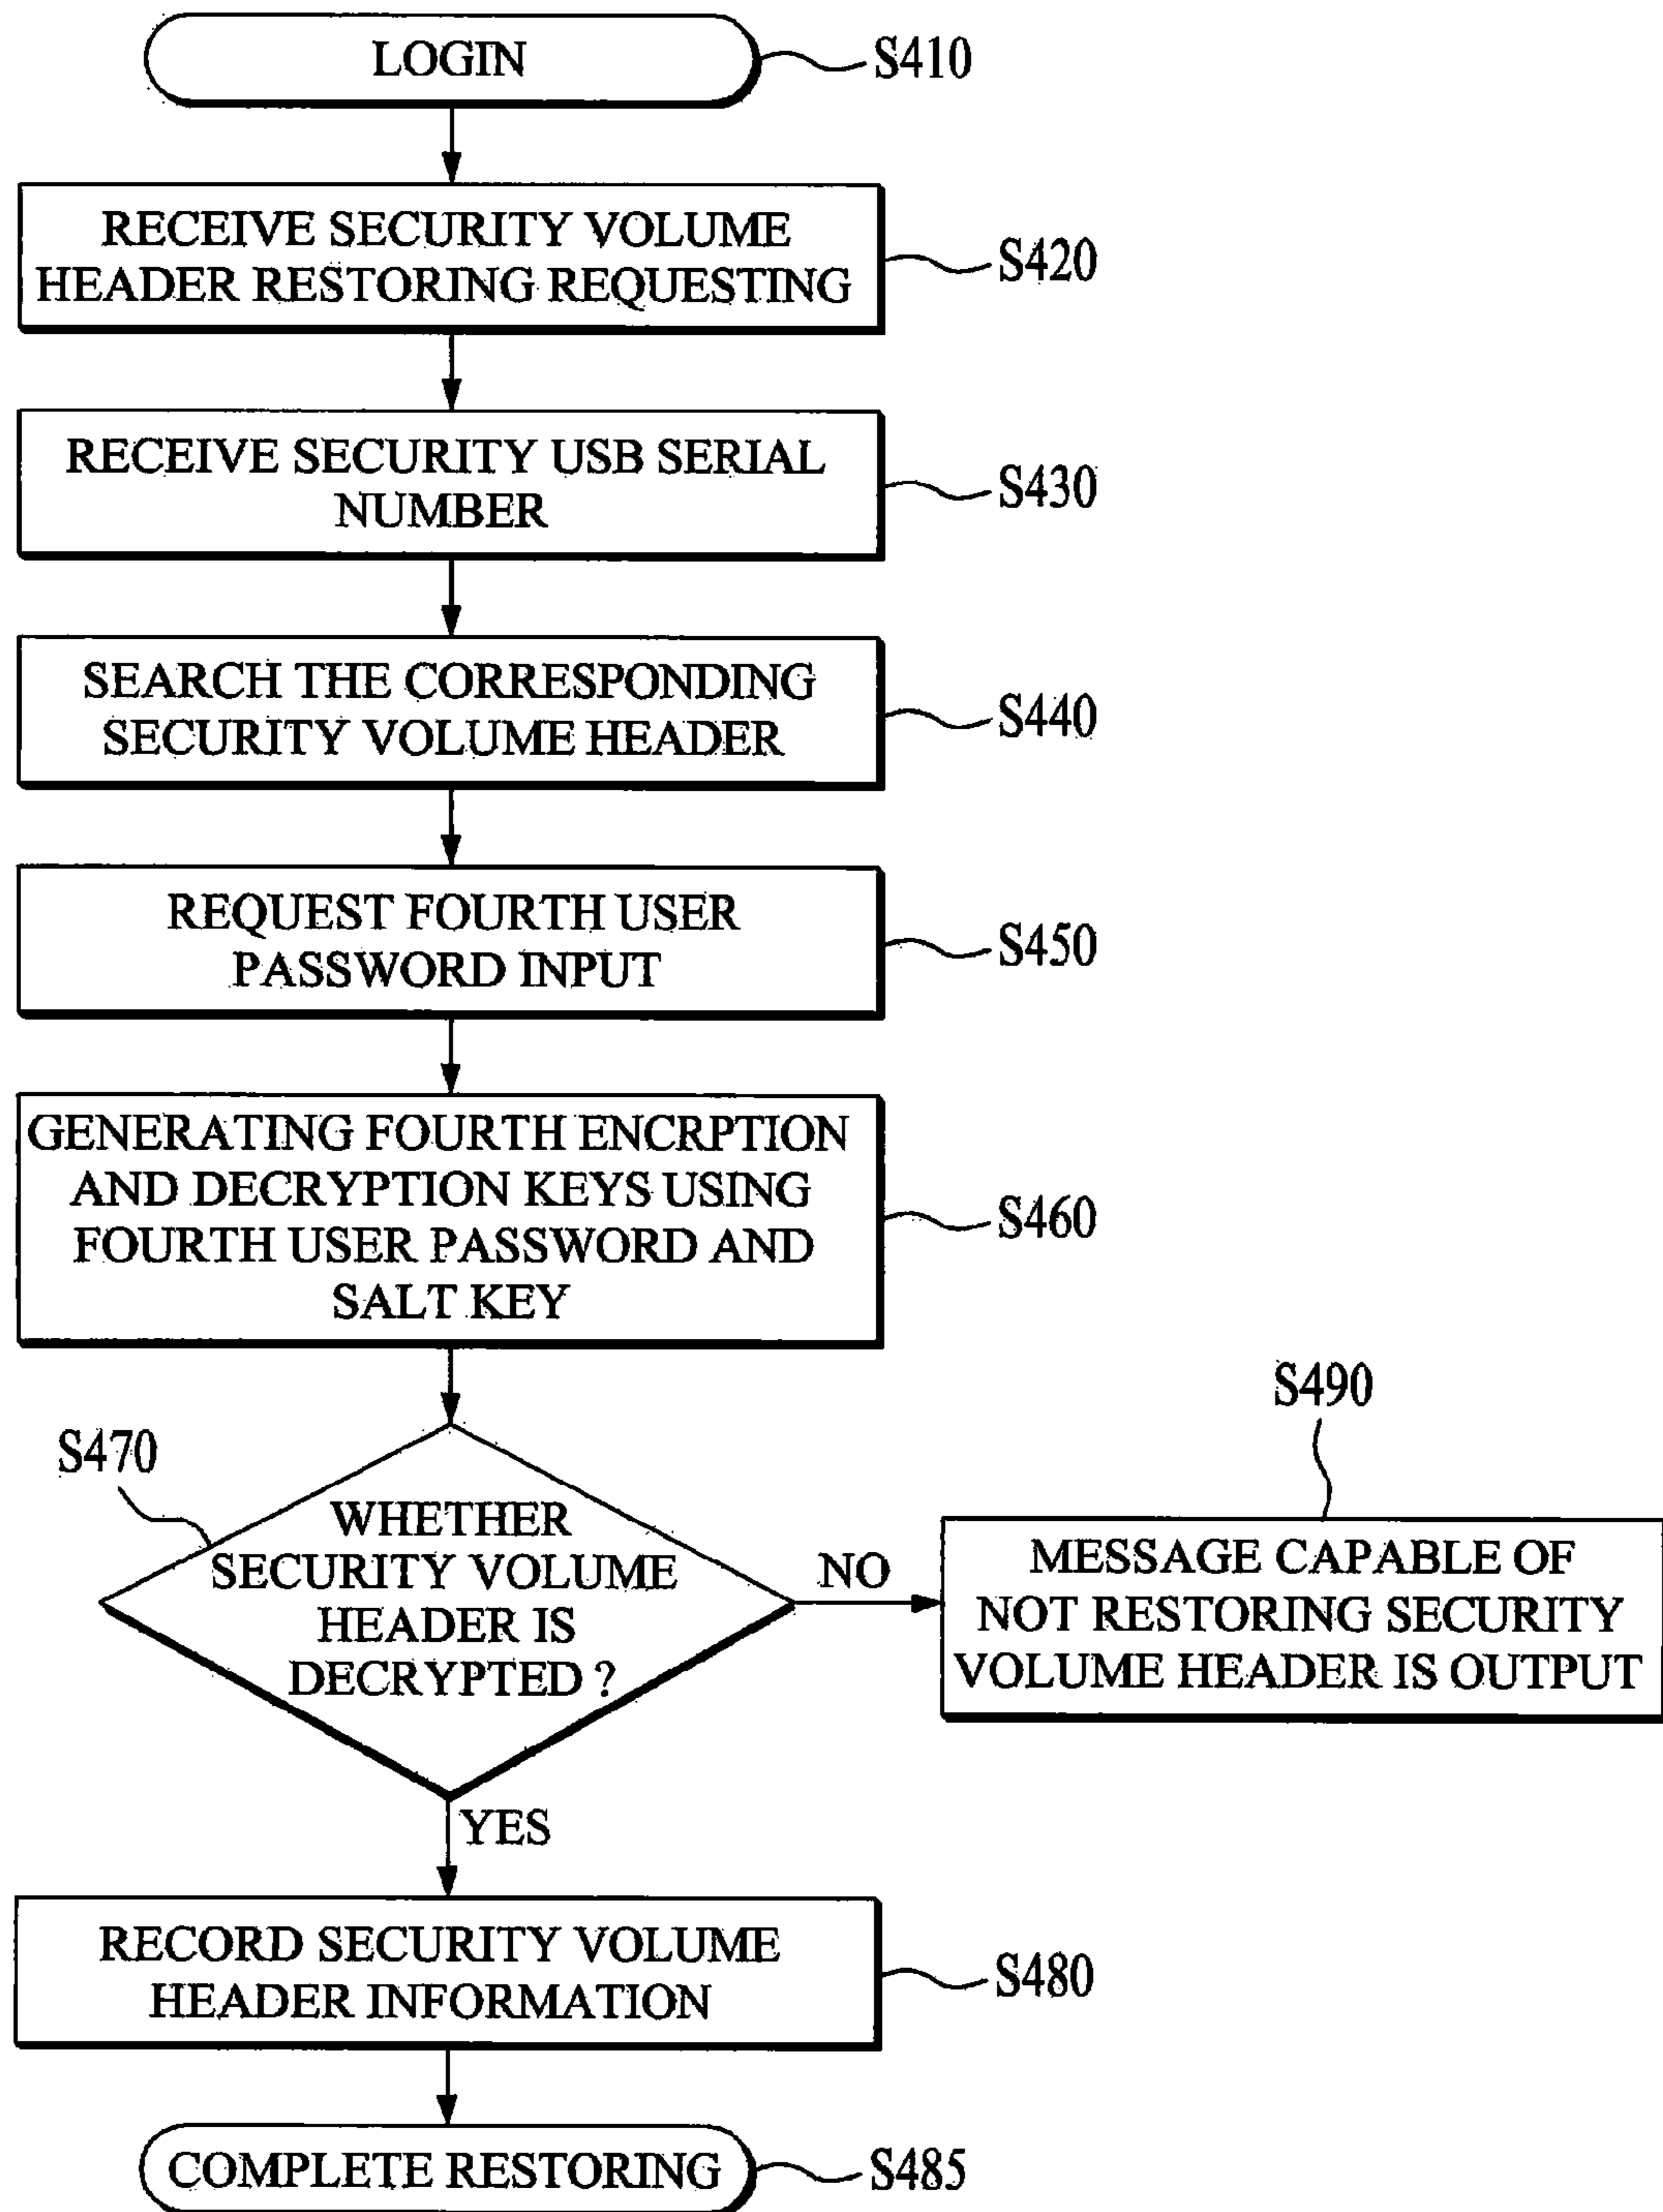 LOGIN
S410
RECEIVE SECURITY VOLUME
HEADER RESTORING REQUESTING
S420
RECEIVE SECURITY USB SERIAL
NUMBER
S430
SEARCH THE CORRESPONDING
SECURITY VOLUME HEADER
S440
REQUEST FOURTH USER
PASSWORD INPUT
S450
GENERATING FOURTH ENCRPTION
AND DECRYPTION KEYS USING
FOURTH USER PASSWORD AND
SALT KEY
S460
S470
WHETHER
SECURITY VOLUME
HEADER IS
DECRYPTED ?
NO
S490
MESSAGE CAPABLE OF
NOT RESTORING SECURITY
VOLUME HEADER IS OUTPUT
YES
RECORD SECURITY VOLUME
HEADER INFORMATION
S480
COMPLETE RESTORING
S485